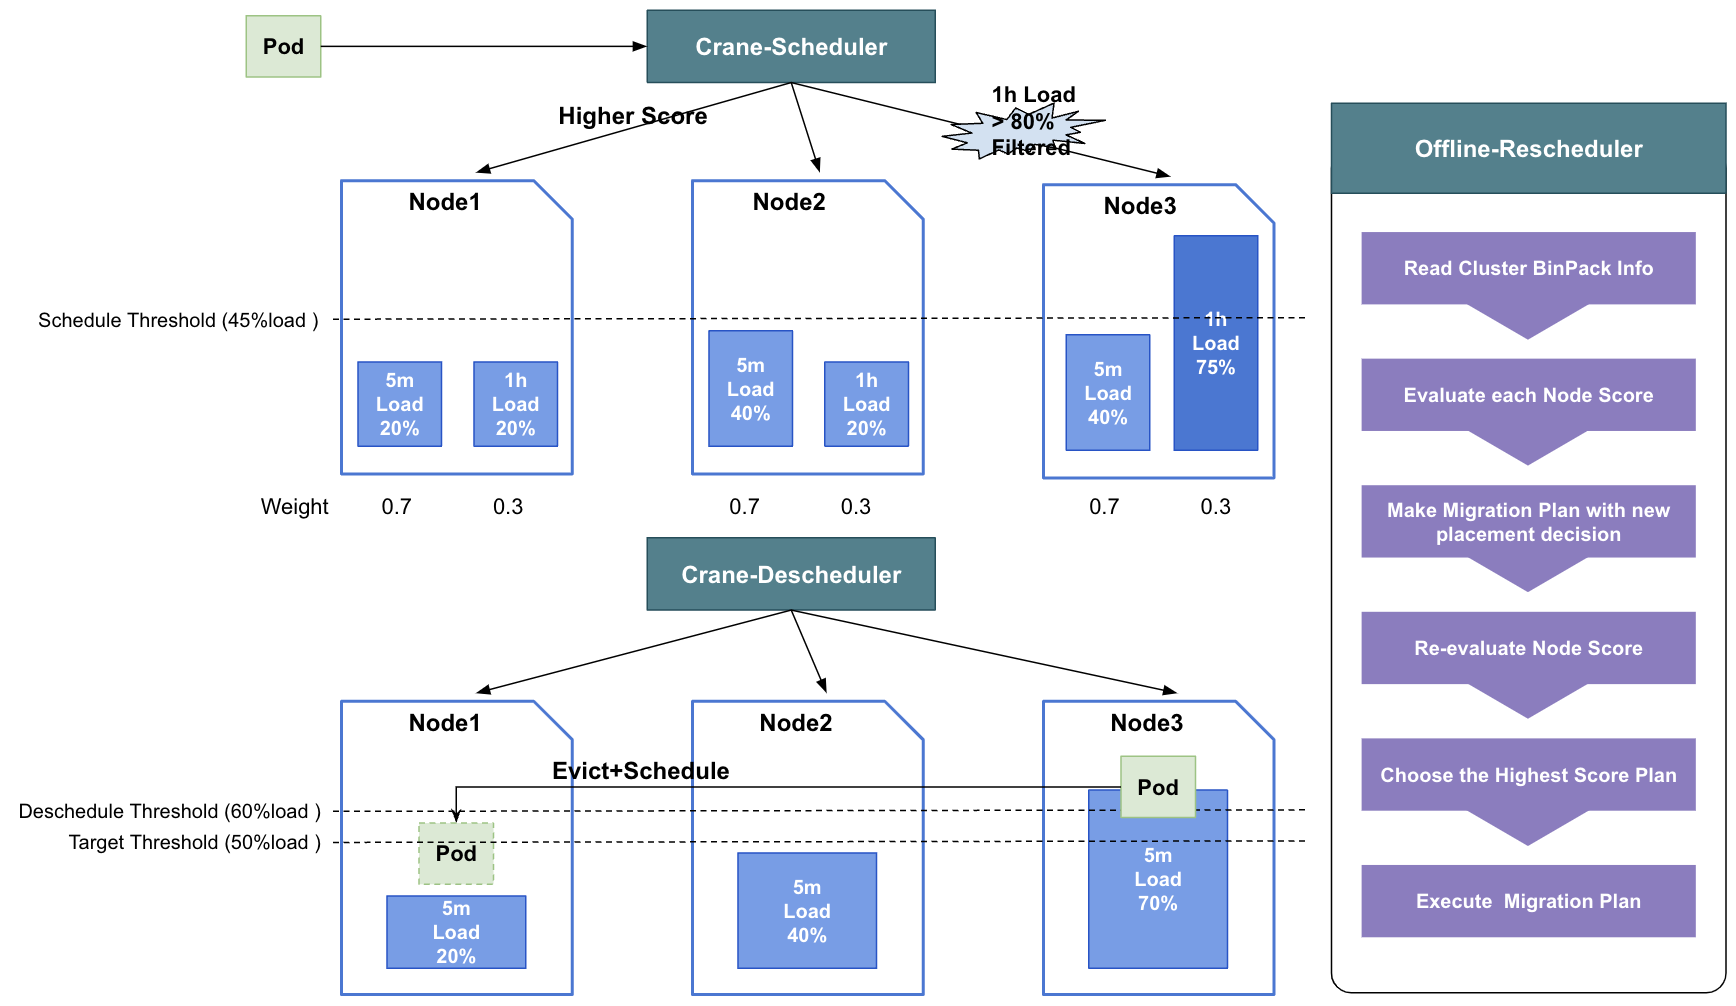 Pod
Crane-Scheduler
Higher Score
1h Load
> 80%
Filtered
Node1
Node2
Node3
Schedule Threshold (45%load )
5m
Load
20%
1h
Load
20%
5m
Load
40%
1h
Load
20%
5m
Load
40%
1h
Load
75%
Weight
0.7
0.3
0.7
0.3
0.7
0.3
Crane-Descheduler
Node1
Node2
Node3
Evict+Schedule
Pod
Deschedule Threshold (60%load )
Target Threshold (50%load )
Pod
5m
Load
20%
5m
Load
40%
5m
Load
70%
Offline-Rescheduler
Read Cluster BinPack Info
Evaluate each Node Score
Make Migration Plan with new
placement decision
Re-evaluate Node Score
Choose the Highest Score Plan
Execute  Migration Plan